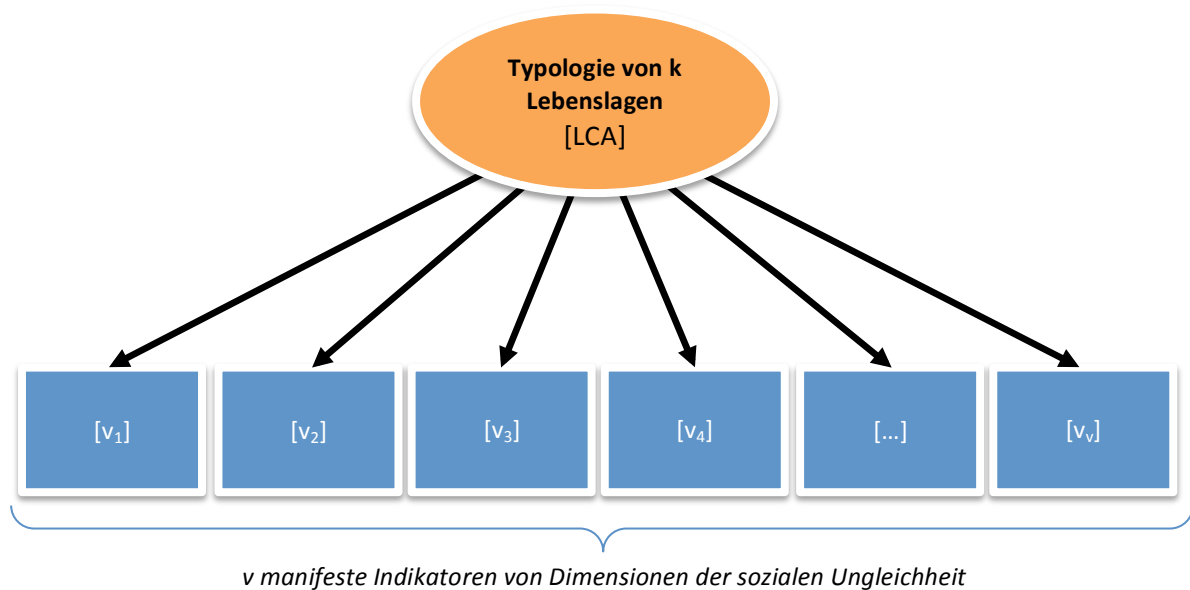 Typologie von k
Lebenslagen
[LCA]
[v₁] [v₂] [v₃] [v₄] [...] [vᵥ]
v manifeste Indikatoren von Dimensionen der sozialen Ungleichheit